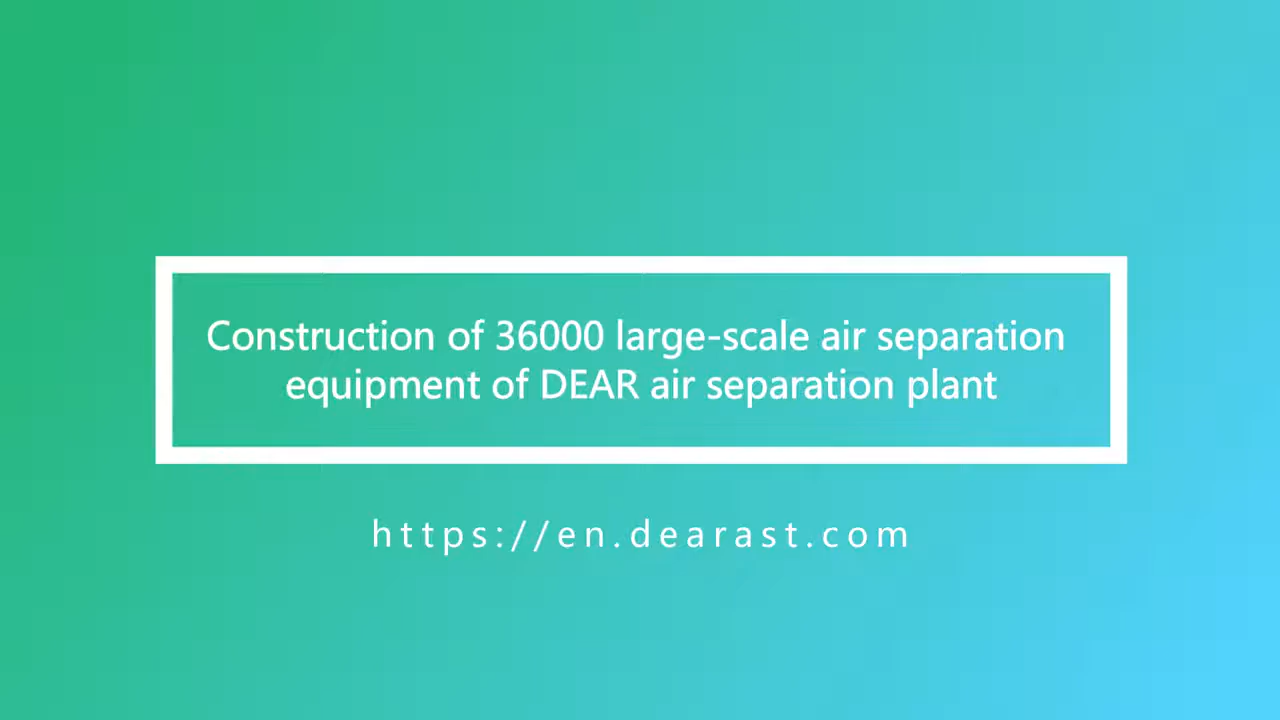 Construction of 36000 large-scale air separation
equipment of DEAR air separation plant
https://en.dearast.com